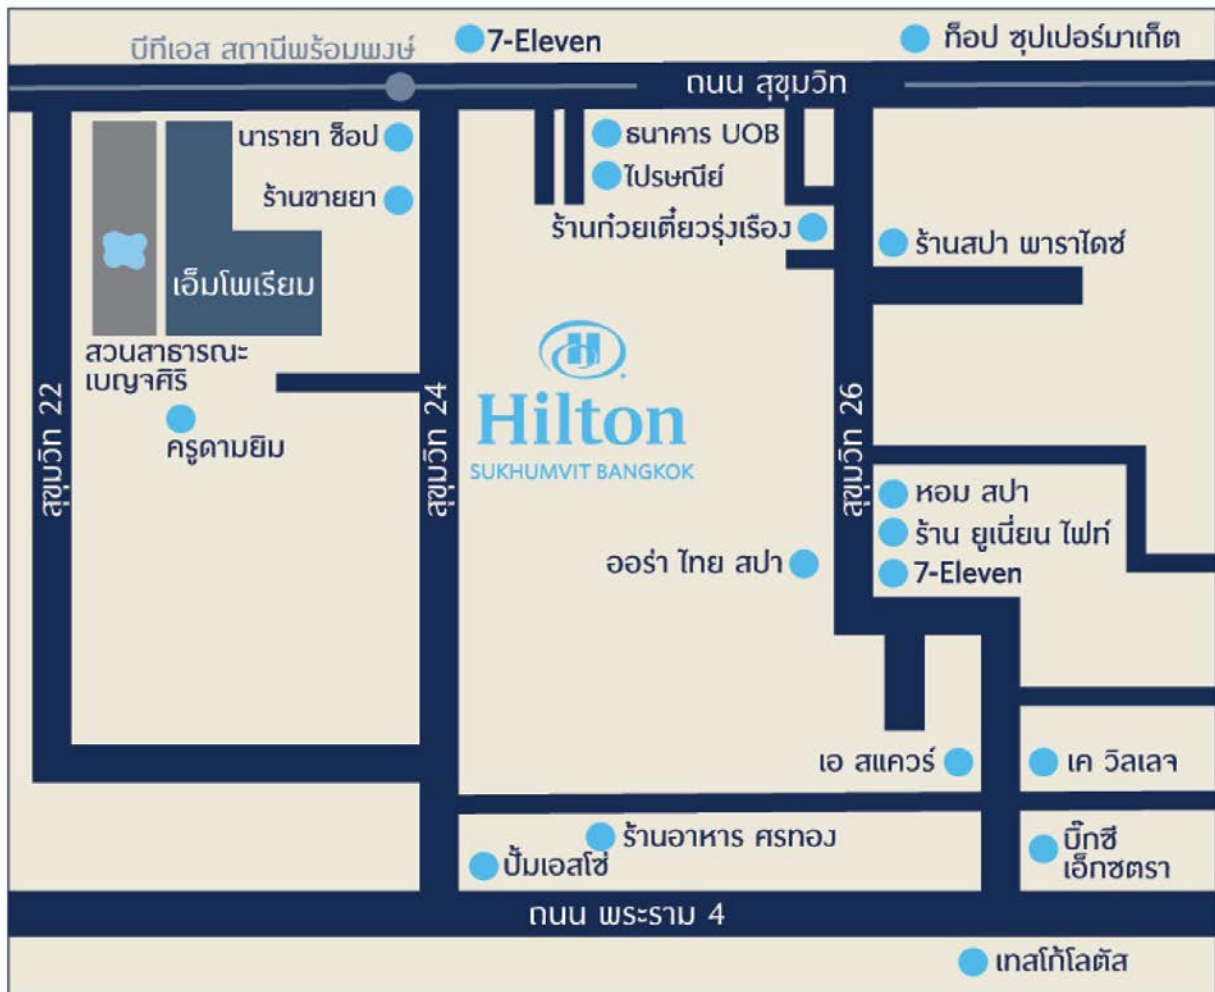 บีทีเอส สถานีพร้อมพงษ์
7-Eleven
ท็อป ซุปเปอร์มาเก็ต
ถนน สุขุมวิท
นารายา ช็อป
ธนาคาร UOB
ร้านขายยา
ไปรษณีย์
ร้านก๋วยเตี๋ยวรุ่งเรือง
ร้านสปา พาราไดซ์
เอ็มโพเรียม
สวนสาธารณะ
เบญจศิริ
ครูดามยิม
สุขุมวิท 22
สุขุมวิท 24
H
Hilton
SUKHUMVIT BANGKOK
สุขุมวิท 26
หอม สปา
ร้าน ยูเนี่ยน ไฟท์
7-Eleven
ออร่า ไทย สปา
เอ สแควร์
เค วิลเลจ
ร้านอาหาร ศรทอง
ปั้มเอสโซ่
บิ๊กซี
เอ็กซตรา
ถนน พระราม 4
เทสโก้โลตัส